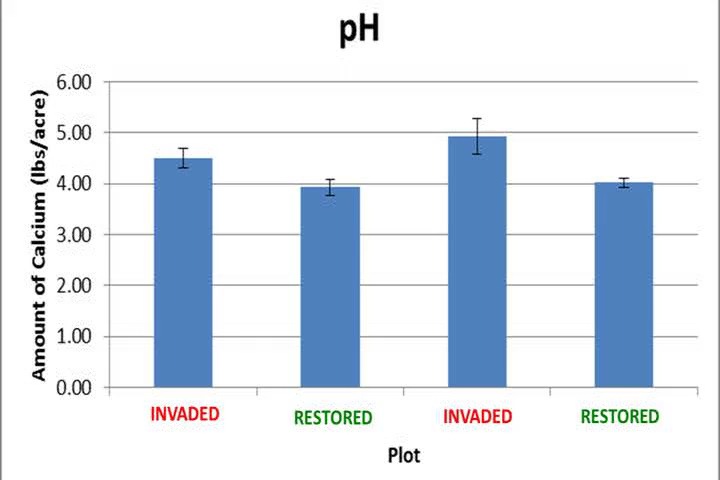 pH
Amount of Calcium (lbs/acre)
6.00
5.00
4.00
3.00
2.00
1.00
0.00
INVADED RESTORED INVADED RESTORED
Plot